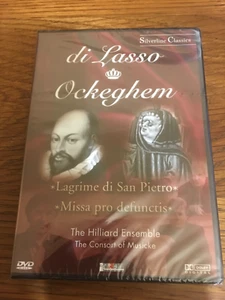 Silverline Classics
di Lasso
Ockeghem
•Lagrime di San Pietro•
•Missa pro defunctis•
The Hilliard Ensemble
The Consort of Musicke
DVD